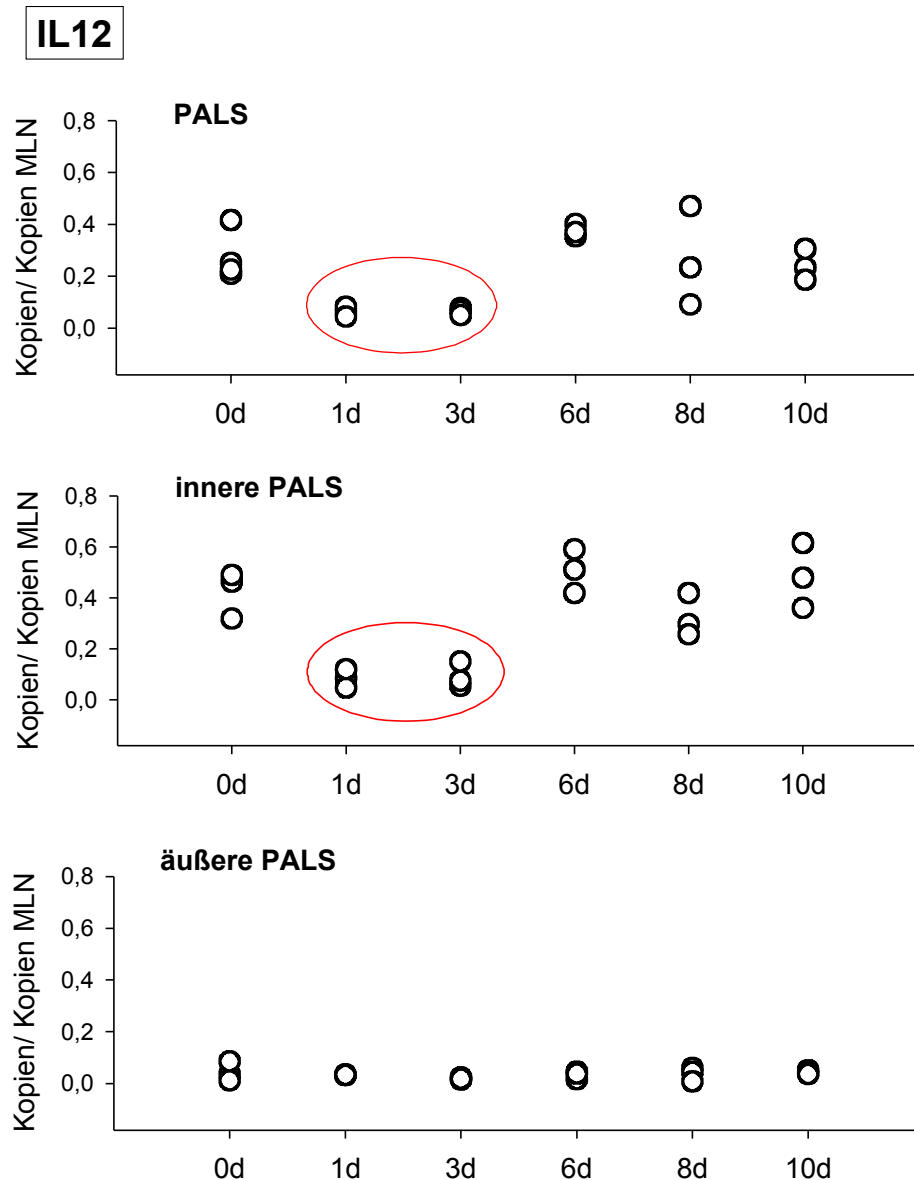 IL12
PALS
Kopien/ Kopien MLN
0,8
0,6
0,4
0,2
0,0
0d 1d 3d 6d 8d 10d
innere PALS
Kopien/ Kopien MLN
0,8
0,6
0,4
0,2
0,0
0d 1d 3d 6d 8d 10d
äußere PALS
Kopien/ Kopien MLN
0,8
0,6
0,4
0,2
0,0
0d 1d 3d 6d 8d 10d